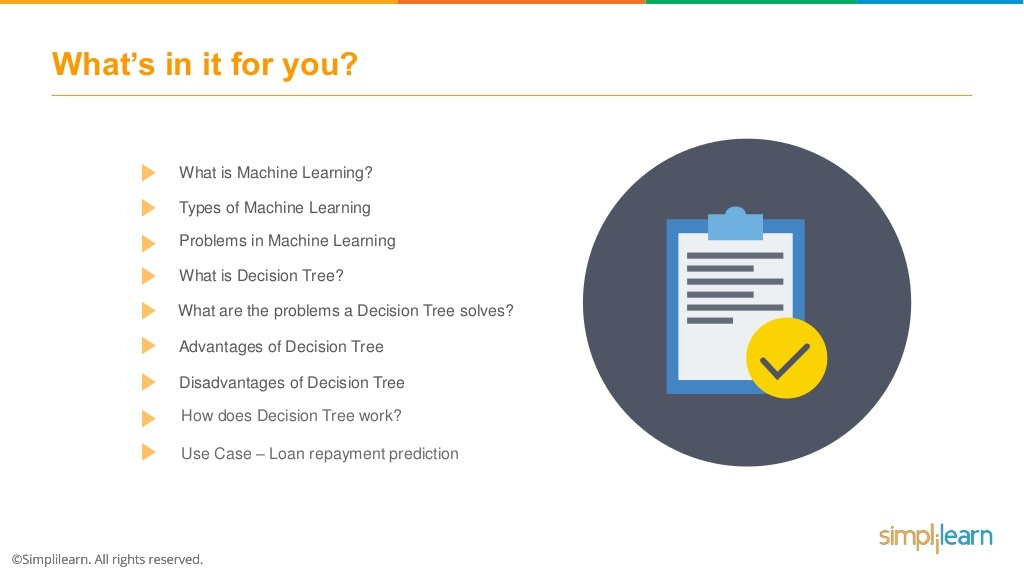 What’s in it for you?
What is Machine Learning?
Types of Machine Learning
Problems in Machine Learning
What is Decision Tree?
What are the problems a Decision Tree solves?
Advantages of Decision Tree
Disadvantages of Decision Tree
How does Decision Tree work?
Use Case – Loan repayment prediction
simplilearn
©Simplilearn. All rights reserved.